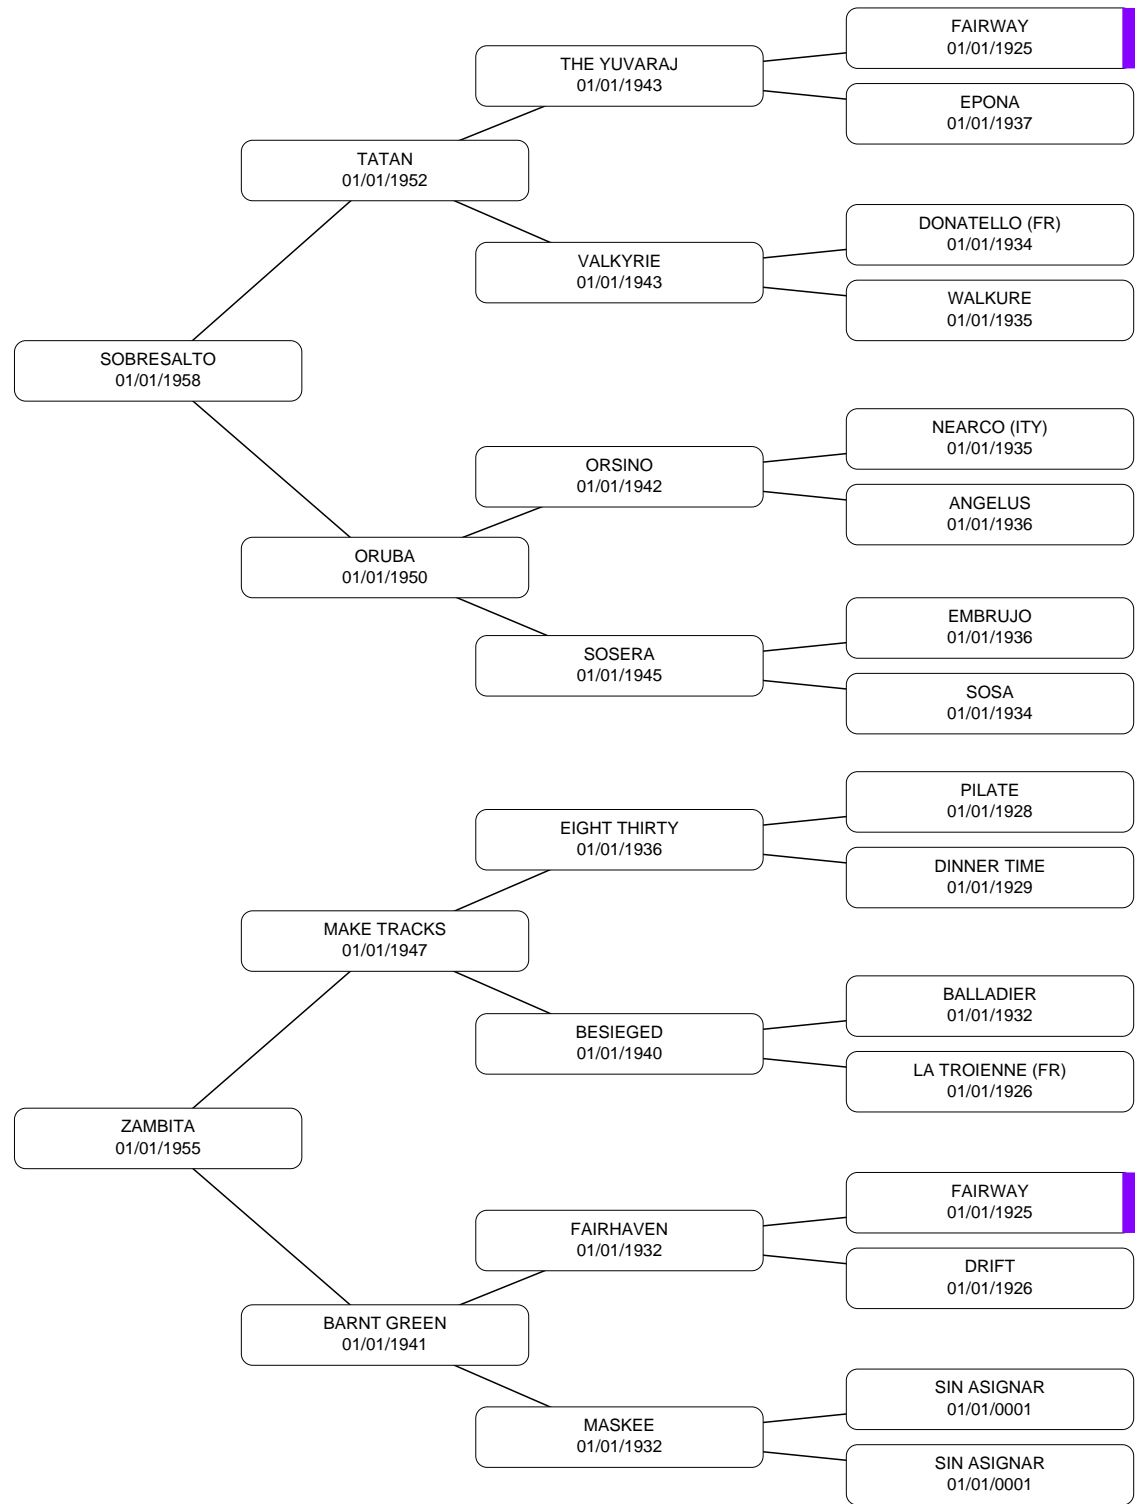 FAIRWAY
01/01/1925
THE YUVARAJ
01/01/1943
EPONA
01/01/1937
TATAN
01/01/1952
DONATELLO (FR)
01/01/1934
VALKYRIE
01/01/1943
WALKURE
01/01/1935
SOBRESALTO
01/01/1958
NEARCO (ITY)
01/01/1935
ORSINO
01/01/1942
ANGELUS
01/01/1936
ORUBA
01/01/1950
EMBRUJO
01/01/1936
SOSERA
01/01/1945
SOSA
01/01/1934
PILATE
01/01/1928
EIGHT THIRTY
01/01/1936
DINNER TIME
01/01/1929
MAKE TRACKS
01/01/1947
BALLADIER
01/01/1932
BESIEGED
01/01/1940
LA TROIENNE (FR)
01/01/1926
ZAMBITA
01/01/1955
FAIRWAY
01/01/1925
FAIRHAVEN
01/01/1932
DRIFT
01/01/1926
BARNT GREEN
01/01/1941
SIN ASIGNAR
01/01/0001
MASKEE
01/01/1932
SIN ASIGNAR
01/01/0001